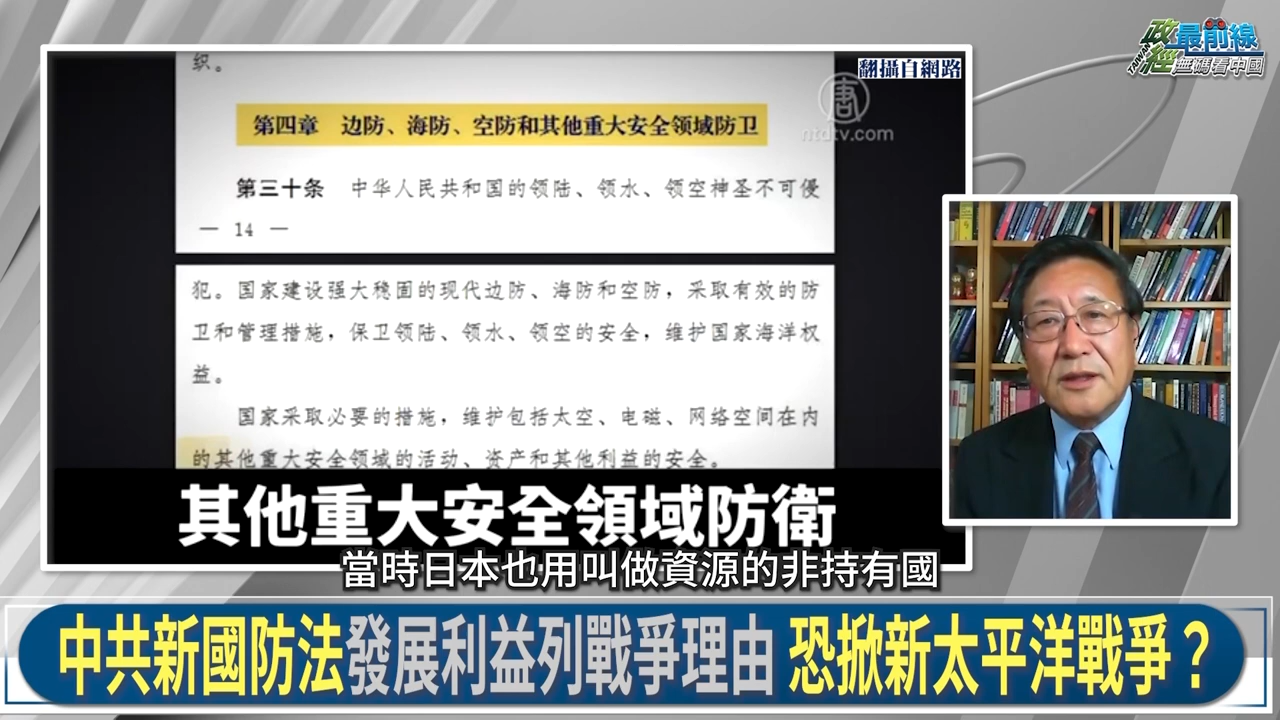 政經最前線
無碼看中國
翻攝自網路
织。
唐
ntdtv.com
第四章 边防、海防、空防和其他重大安全领域防卫
第三十条 中华人民共和国的领陆、领水、领空神圣不可侵
— 14 —
犯。国家建设强大稳固的现代边防、海防和空防，采取有效的防
卫和管理措施，保卫领陆、领水、领空的安全，维护国家海洋权
益。
国家采取必要的措施，维护包括太空、电磁、网络空间在内
的其他重大安全领域的活动、资产和其他利益的安全。
其他重大安全領域防衛
當時日本也用叫做資源的非持有國
中共新國防法發展利益列戰爭理由 恐掀新太平洋戰爭？